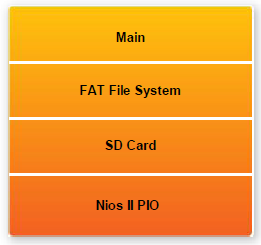 Main
FAT File System
SD Card
Nios II PIO